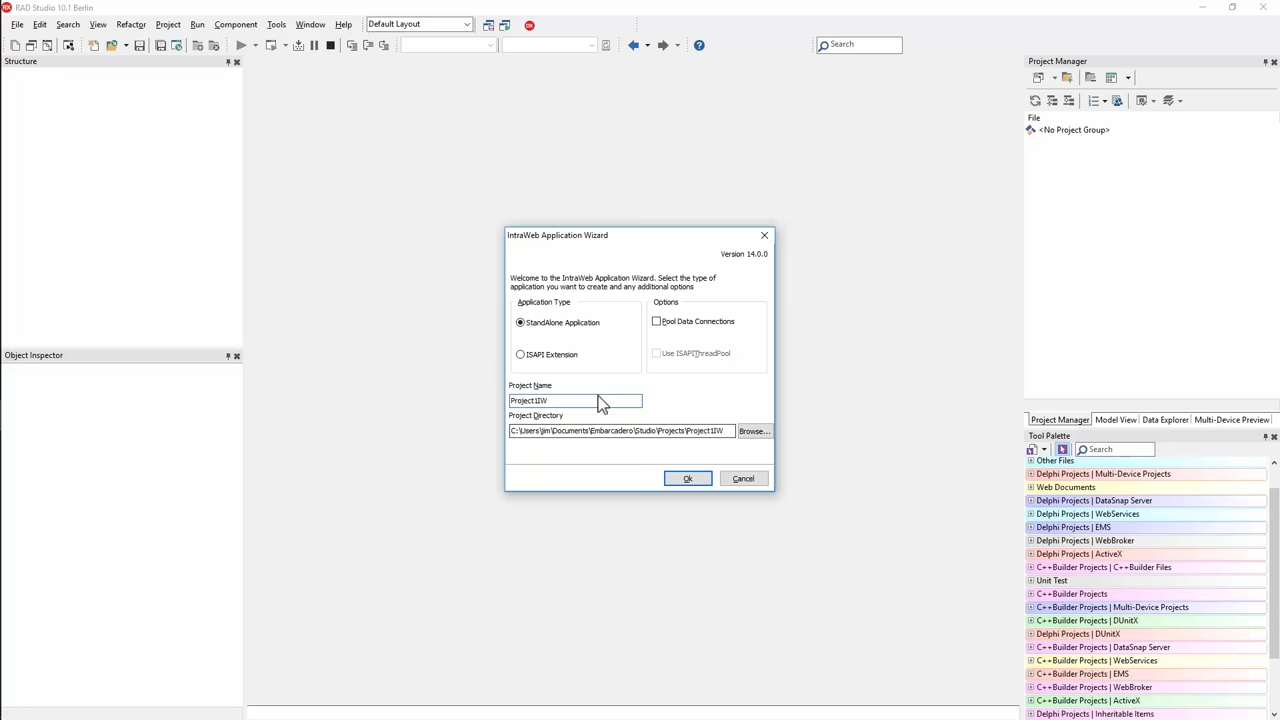 RAD Studio 10.1 Berlin
File Edit Search View Refactor Project Run Component Tools Window Help Default Layout
Search
Structure
Object Inspector
IntraWeb Application Wizard
Version 14.0.0
Welcome to the IntraWeb Application Wizard. Select the type of
application you want to create and any additional options
Application Type
StandAlone Application
ISAPI Extension
Options
Pool Data Connections
Use ISAPIThreadPool
Project Name
Project1IW
Project Directory
C:\Users\jim\Documents\Embarcadero\Studio\Projects\Project1IW Browse...
Ok Cancel
Project Manager
File
<No Project Group>
Project Manager Model View Data Explorer Multi-Device Preview
Tool Palette
Search
Other Files
Delphi Projects | Multi-Device Projects
Web Documents
Delphi Projects | DataSnap Server
Delphi Projects | WebServices
Delphi Projects | EMS
Delphi Projects | WebBroker
Delphi Projects | ActiveX
C++Builder Projects | C++Builder Files
Unit Test
C++Builder Projects
C++Builder Projects | Multi-Device Projects
C++Builder Projects | DUnitX
Delphi Projects | DUnitX
C++Builder Projects | DataSnap Server
C++Builder Projects | WebServices
C++Builder Projects | EMS
C++Builder Projects | WebBroker
C++Builder Projects | ActiveX
Delphi Projects | Inheritable Items